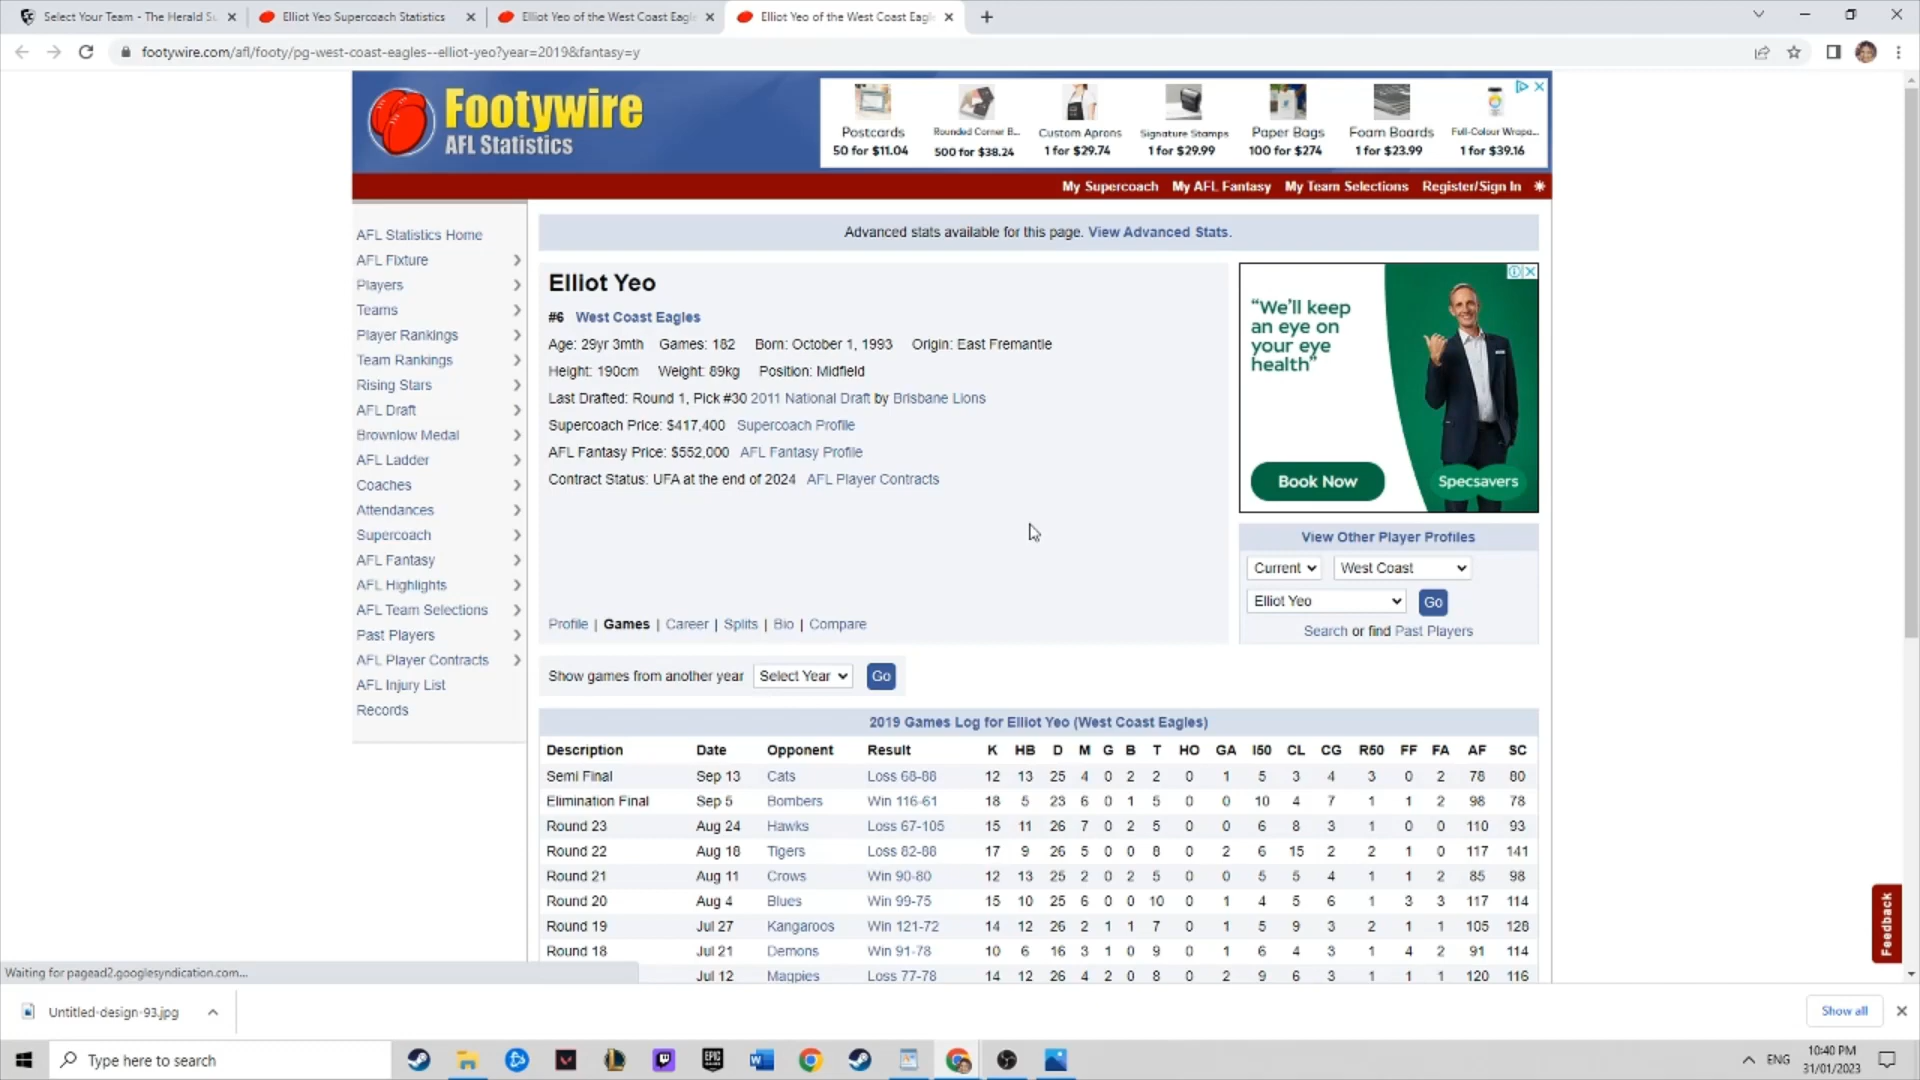 Select Your Team - The Herald Su
Elliot Yeo Supercoach Statistics
Elliot Yeo of the West Coast Eagle
Elliot Yeo of the West Coast Eagle
footywire.com/afl/footy/pg-west-coast-eagles--elliot-yeo?year=2019&fantasy=y
Footywire
AFL Statistics
Postcards Rounded Corner B... Custom Aprons Signature Stamps Paper Bags Foam Boards Full-Colour Wrapa...
50 for $11.04 500 for $38.24 1 for $29.74 1 for $29.99 100 for $274 1 for $23.99 1 for $39.16
My Supercoach My AFL Fantasy My Team Selections Register/Sign In
AFL Statistics Home
AFL Fixture
Players
Teams
Player Rankings
Team Rankings
Rising Stars
AFL Draft
Brownlow Medal
AFL Ladder
Coaches
Attendances
Supercoach
AFL Fantasy
AFL Highlights
AFL Team Selections
Past Players
AFL Player Contracts
AFL Injury List
Records
Advanced stats available for this page. View Advanced Stats.
Elliot Yeo
#6 West Coast Eagles
Age: 29yr 3mth Games: 182 Born: October 1, 1993 Origin: East Fremantle
Height: 190cm Weight: 89kg Position: Midfield
Last Drafted: Round 1, Pick #30 2011 National Draft by Brisbane Lions
Supercoach Price: $417,400 Supercoach Profile
AFL Fantasy Price: $552,000 AFL Fantasy Profile
Contract Status: UFA at the end of 2024 AFL Player Contracts
Profile | Games | Career | Splits | Bio | Compare
“We'll keep
an eye on
your eye
health”
Book Now
Specsavers
View Other Player Profiles
Current West Coast
Elliot Yeo Go
Search or find Past Players
Show games from another year Select Year Go
2019 Games Log for Elliot Yeo (West Coast Eagles)
Description Date Opponent Result K HB D M G B T HO GA I50 CL CG R50 FF FA AF SC
Semi Final Sep 13 Cats Loss 68-88 12 13 25 4 0 2 2 0 1 5 3 4 3 0 2 78 80
Elimination Final Sep 5 Bombers Win 116-61 18 5 23 6 0 1 5 0 0 10 4 7 1 1 2 98 78
Round 23 Aug 24 Hawks Loss 67-105 15 11 26 7 0 2 5 0 0 6 8 3 1 0 0 110 93
Round 22 Aug 18 Tigers Loss 82-88 17 9 26 5 0 0 8 0 2 6 15 2 2 1 0 117 141
Round 21 Aug 11 Crows Win 90-80 12 13 25 2 0 2 5 0 0 5 5 4 1 1 2 85 98
Round 20 Aug 4 Blues Win 99-75 15 10 25 6 0 0 10 0 1 4 5 6 1 3 3 117 114
Round 19 Jul 27 Kangaroos Win 121-72 14 12 26 2 1 1 7 0 1 5 9 3 2 1 1 105 128
Round 18 Jul 21 Demons Win 91-78 10 6 16 3 1 0 9 0 1 6 4 3 1 4 2 91 114
Jul 12 Magpies Loss 77-78 14 12 26 4 2 0 8 0 2 9 6 3 1 1 1 120 116
Feedback
Waiting for pagead2.googlesyndication.com...
Untitled-design-93.jpg
Show all
Type here to search
EPIC
ENG
10:40 PM
31/01/2023